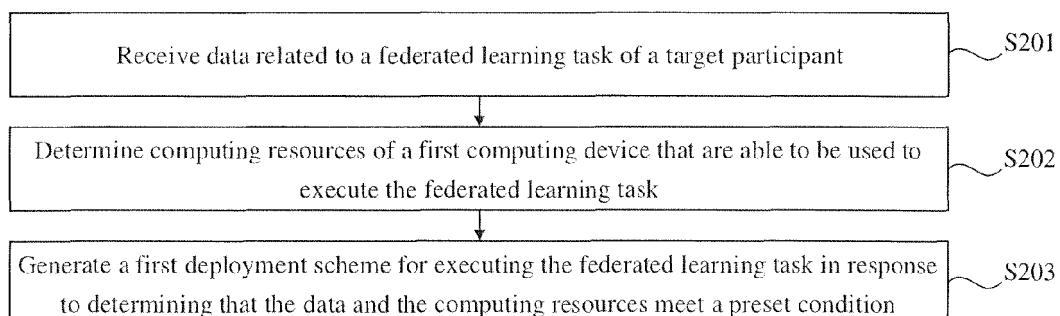 Receive data related to a federated learning task of a target participant
S201
Determine computing resources of a first computing device that are able to be used to
execute the federated learning task
S202
Generate a first deployment scheme for executing the federated learning task in response
to determining that the data and the computing resources meet a preset condition
S203